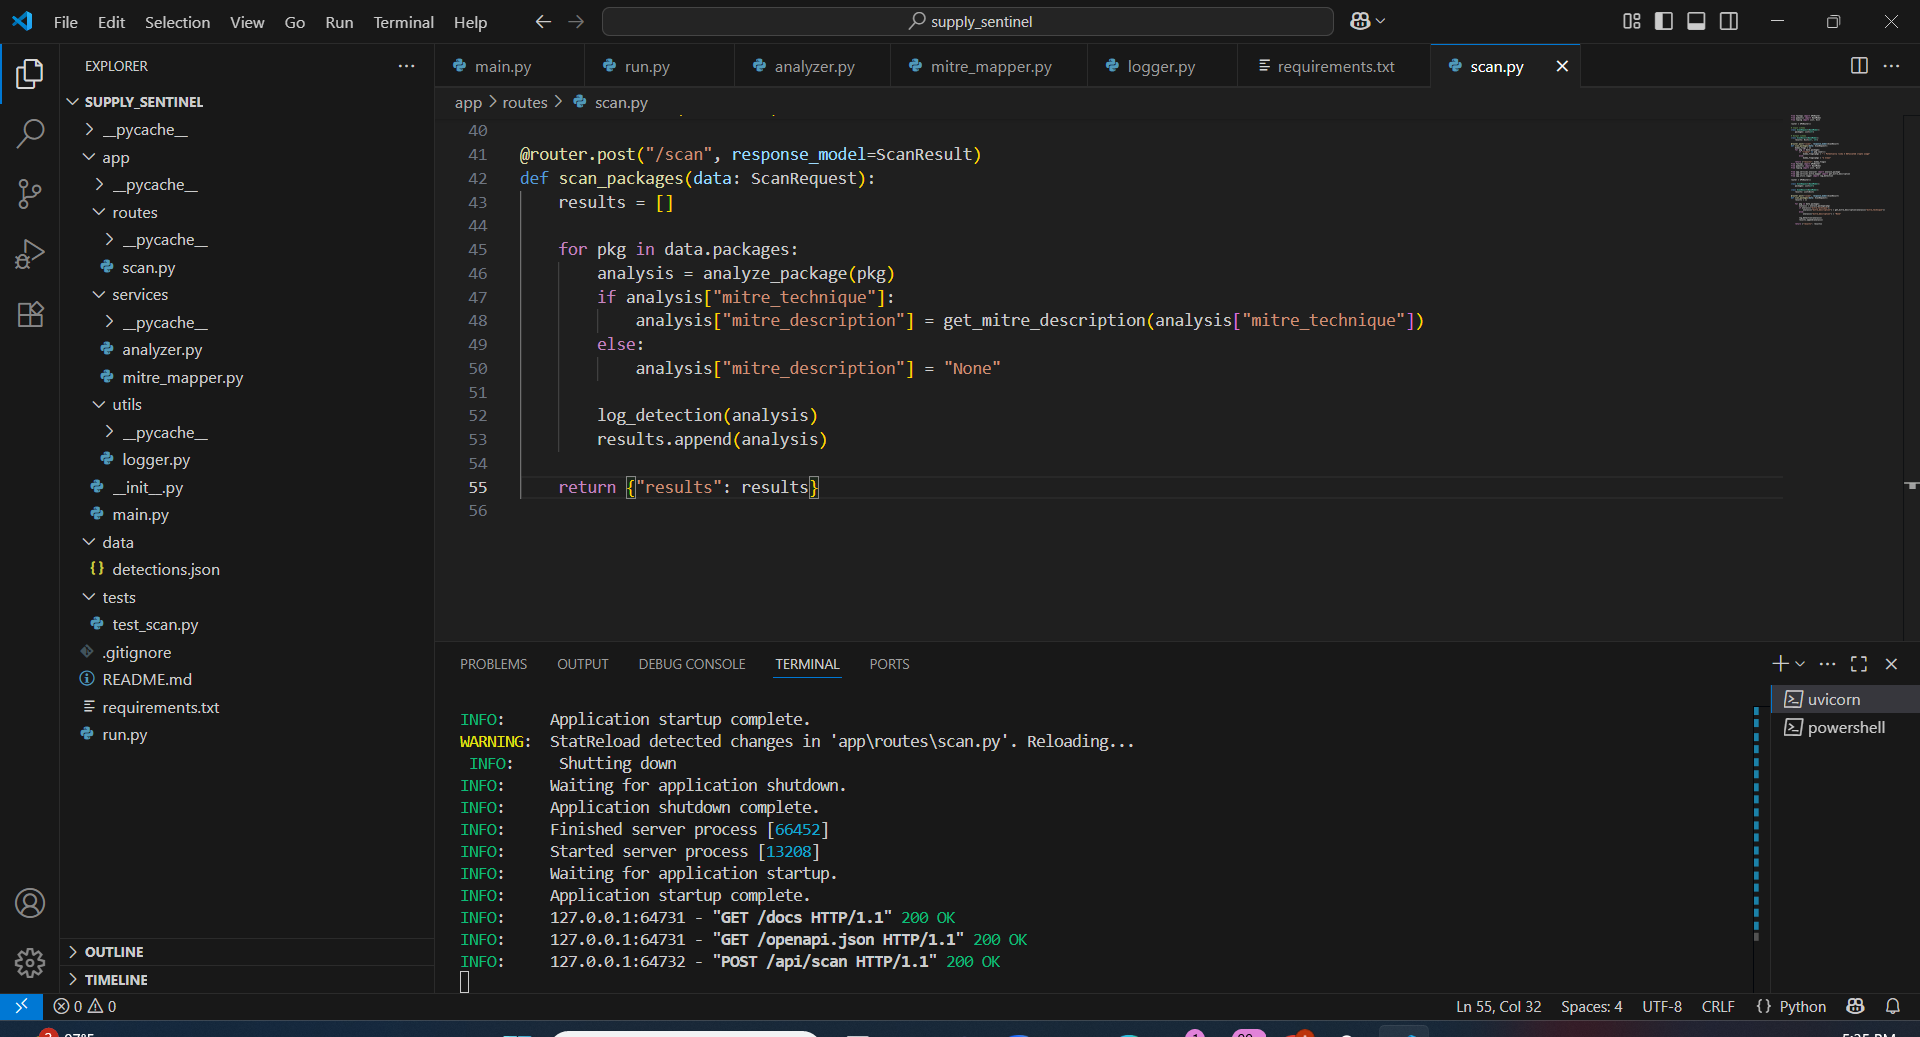 File Edit Selection View Go Run Terminal Help
supply_sentinel
EXPLORER
SUPPLY_SENTINEL
__pycache__
app
__pycache__
routes
__pycache__
scan.py
services
__pycache__
analyzer.py
mitre_mapper.py
utils
__pycache__
logger.py
__init__.py
main.py
data
{} detections.json
tests
test_scan.py
.gitignore
README.md
requirements.txt
run.py
OUTLINE
TIMELINE
main.py run.py analyzer.py mitre_mapper.py logger.py requirements.txt scan.py
app > routes > scan.py
40
41 @router.post("/scan", response_model=ScanResult)
42 def scan_packages(data: ScanRequest):
43     results = []
44
45     for pkg in data.packages:
46         analysis = analyze_package(pkg)
47         if analysis["mitre_technique"]:
48             analysis["mitre_description"] = get_mitre_description(analysis["mitre_technique"])
49         else:
50             analysis["mitre_description"] = "None"
51
52         log_detection(analysis)
53         results.append(analysis)
54
55     return {"results": results}
56
PROBLEMS OUTPUT DEBUG CONSOLE TERMINAL PORTS
uvicorn
powershell
INFO:     Application startup complete.
WARNING:  StatReload detected changes in 'app\routes\scan.py'. Reloading...
 INFO:     Shutting down
INFO:     Waiting for application shutdown.
INFO:     Application shutdown complete.
INFO:     Finished server process [66452]
INFO:     Started server process [13208]
INFO:     Waiting for application startup.
INFO:     Application startup complete.
INFO:     127.0.0.1:64731 - "GET /docs HTTP/1.1" 200 OK
INFO:     127.0.0.1:64731 - "GET /openapi.json HTTP/1.1" 200 OK
INFO:     127.0.0.1:64732 - "POST /api/scan HTTP/1.1" 200 OK
0 0
Ln 55, Col 32 Spaces: 4 UTF-8 CRLF {} Python